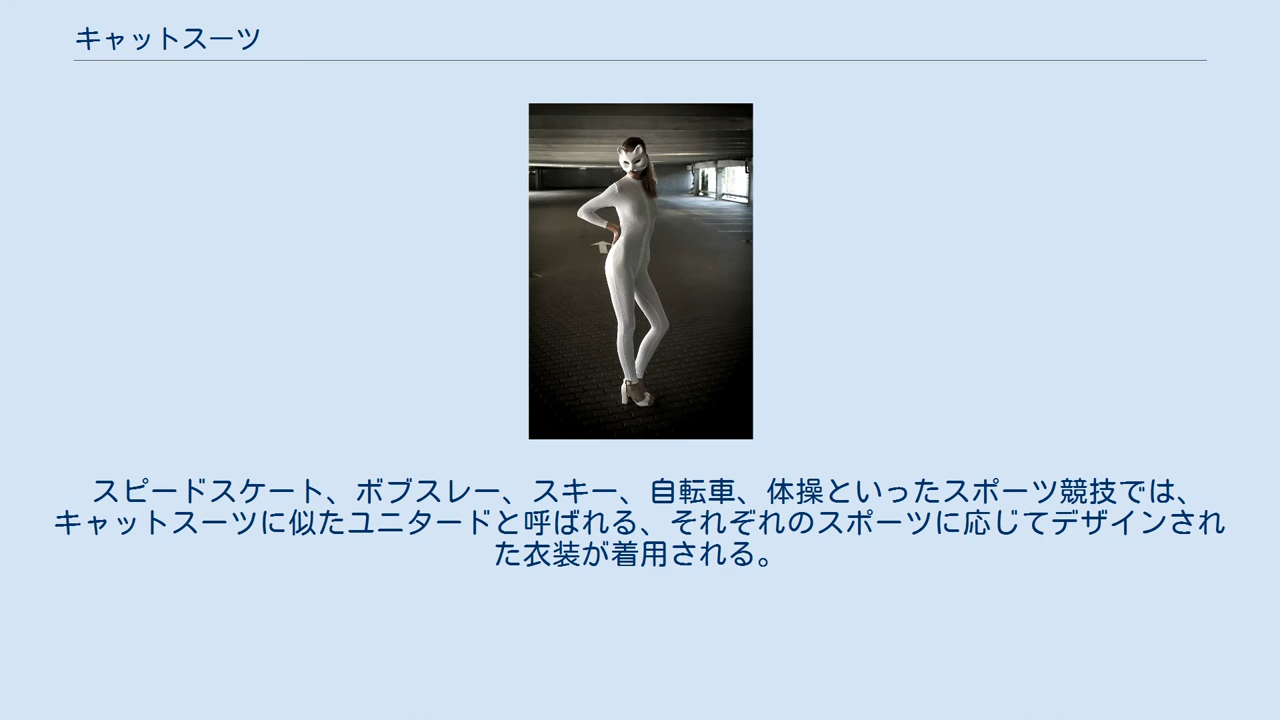 キャットスーツ
スピードスケート、ボブスレー、スキー、自転車、体操といったスポーツ競技では、
キャットスーツに似たユニタードと呼ばれる、それぞれのスポーツに応じてデザインされ
た衣装が着用される。